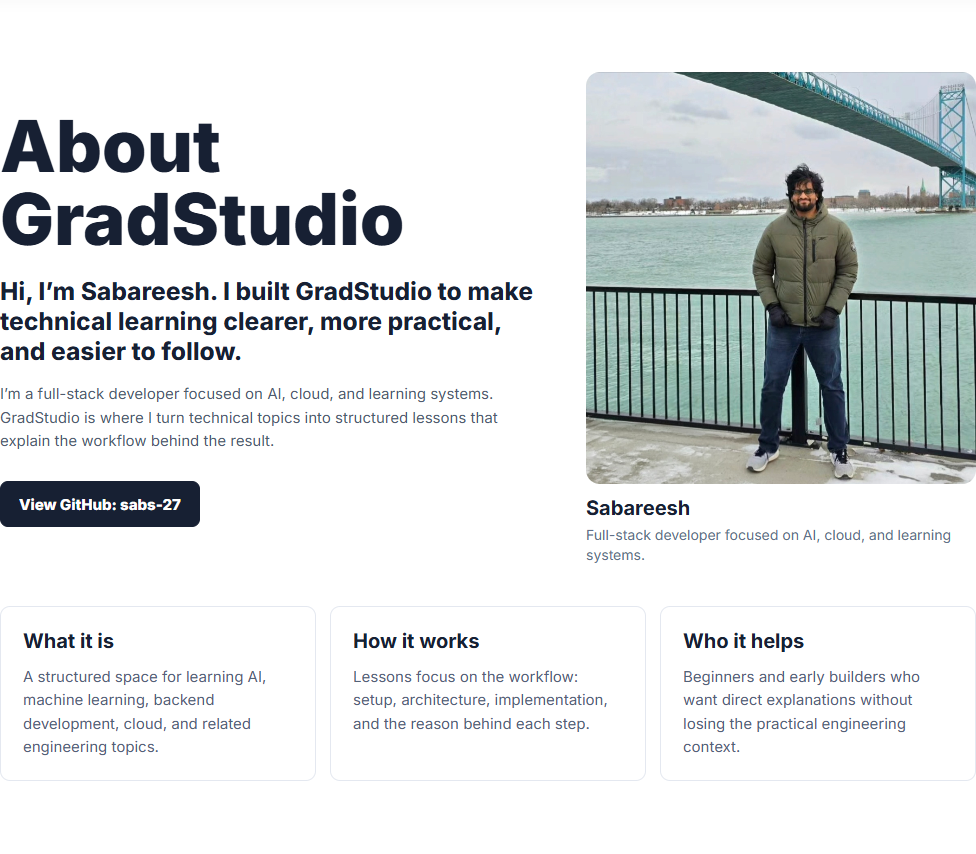 About
GradStudio
Hi, I’m Sabareesh. I built GradStudio to make
technical learning clearer, more practical,
and easier to follow.
I’m a full-stack developer focused on AI, cloud, and learning systems.
GradStudio is where I turn technical topics into structured lessons that
explain the workflow behind the result.
View GitHub: sabs-27
Sabareesh
Full-stack developer focused on AI, cloud, and learning
systems.
What it is
A structured space for learning AI,
machine learning, backend
development, cloud, and related
engineering topics.
How it works
Lessons focus on the workflow:
setup, architecture, implementation,
and the reason behind each step.
Who it helps
Beginners and early builders who
want direct explanations without
losing the practical engineering
context.